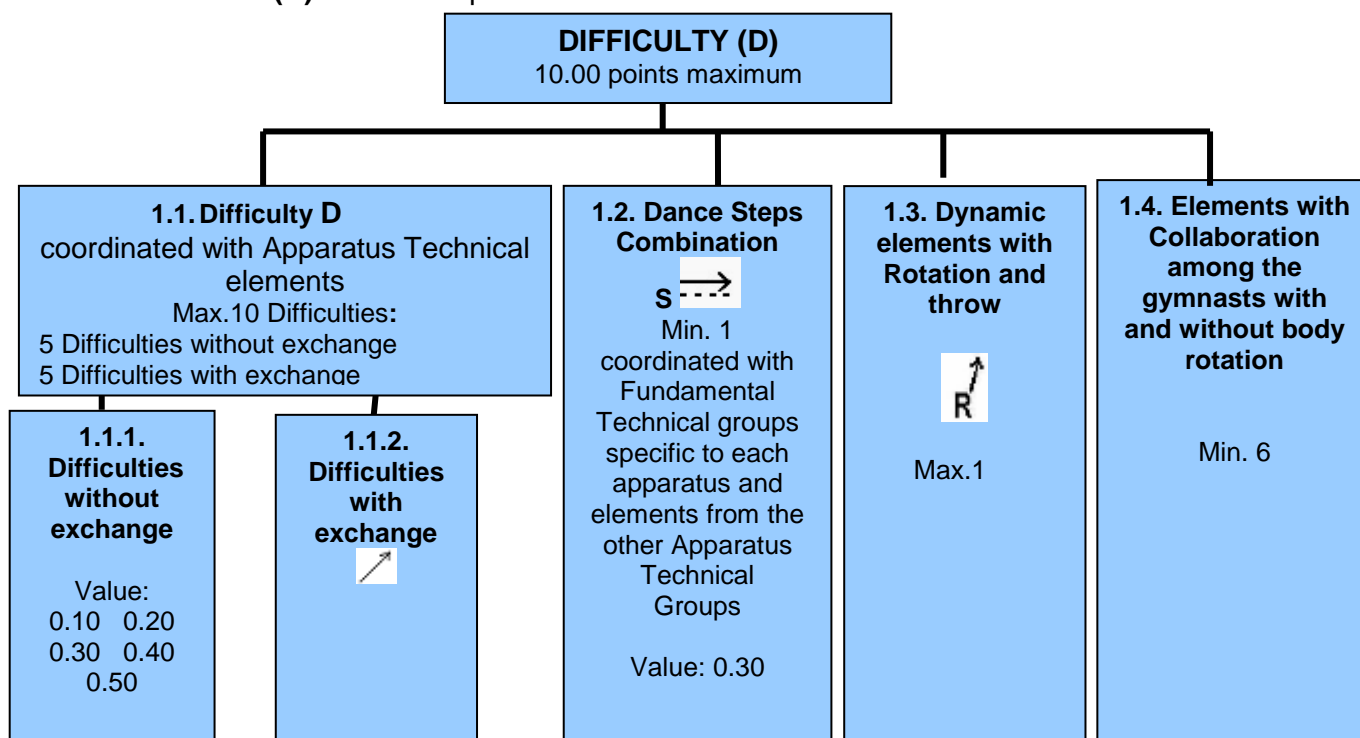 (D)
DIFFICULTY (D)
10.00 points maximum
1.1. Difficulty D
coordinated with Apparatus Technical
elements
Max.10 Difficulties:
5 Difficulties without exchange
5 Difficulties with exchange
1.1.1.
Difficulties
without
exchange
Value:
0.10 0.20
0.30 0.40
0.50
1.1.2.
Difficulties
with
exchange
1.2. Dance Steps
Combination
S
Min. 1
coordinated with
Fundamental
Technical groups
specific to each
apparatus and
elements from the
other Apparatus
Technical
Groups
Value: 0.30
1.3. Dynamic
elements with
Rotation and
throw
R
Max.1
1.4. Elements with
Collaboration
among the
gymnasts with
and without body
rotation
Min. 6